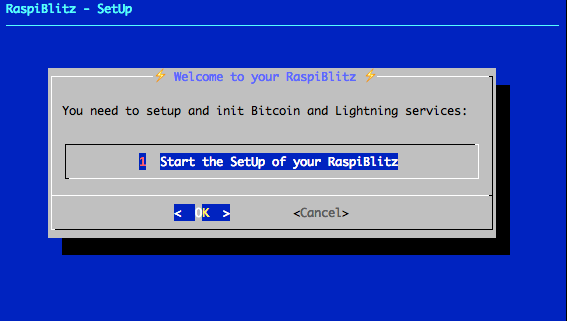 RaspiBlitz - SetUp
⚡ Welcome to your RaspiBlitz ⚡
You need to setup and init Bitcoin and Lightning services:
1 Start the SetUp of your RaspiBlitz
< OK > <Cancel>